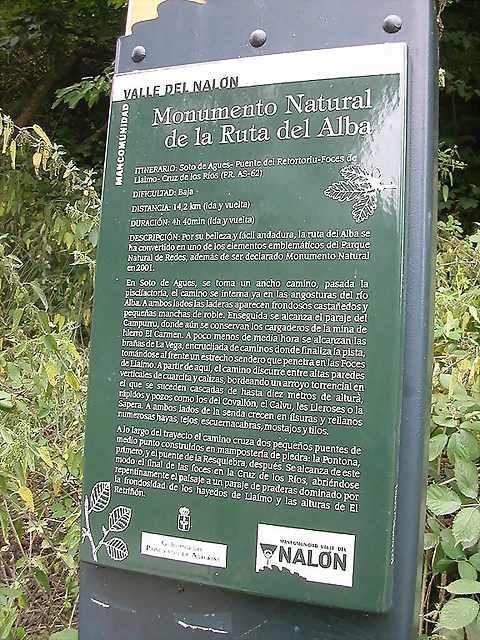 VALLE DEL NALÓN
MANCOMUNIDAD
Monumento Natural
de la Ruta del Alba
ITINERARIO: Soto de Agues- Puente del Retortoriu-Foces de
Llaímo- Cruz de los Ríos (PR. AS-62)
DIFICULTAD: Baja
DISTANCIA: 14,2 km (ida y vuelta)
DURACIÓN: 4h 40min (ida y vuelta)
DESCRIPCIÓN: Por su belleza y fácil andadura, la ruta del Alba se
ha convertido en uno de los elementos emblemáticos del Parque
Natural de Redes, además de ser declarado Monumento Natural
en 2001.
En Soto de Agues, se toma un ancho camino, pasada la
piscifactoría, el camino se interna ya en las angosturas del río
Alba. A ambos lados las laderas aparecen frondosos castañedos y
pequeñas manchas de roble. Enseguida se alcanza el paraje del
Campurru, donde aún se conservan los cargaderos de la mina de
hierro El Carmen. A poco menos de media hora se alcanzan las
brañas de La Vega, encrucijada de caminos donde finaliza la pista,
tomándose al frente un estrecho sendero que penetra en las Foces
de Llaímo. A partir de aquí, el camino discurre entre altas paredes
verticales de cuarcita y calizas, bordeando un arroyo torrencial en
el que se suceden cascadas de hasta diez metros de altura,
rápidos y pozos como los del Covallón, el Calvu, les Lleroses o la
Sapera. A ambos lados de la senda crecen en fisuras y rellanos
numerosas hayas, tejos, escuernacabras, mostajos y tilos.
A lo largo del trayecto el camino cruza dos pequeños puentes de
medio punto construidos en mampostería de piedra: la Pontona,
primero, y el puente de la Resquiebra, después. Se alcanza de este
modo el final de las foces en la Cruz de los Ríos, abriéndose
repentinamente el paisaje a un paraje de praderas dominado por
la frondosidad de los hayedos de Llaímo y las alturas de El
Retriñón.
GOBIERNO DEL
PRINCIPADO DE ASTURIAS
MANCOMUNIDAD VALLE DEL
NALÓN